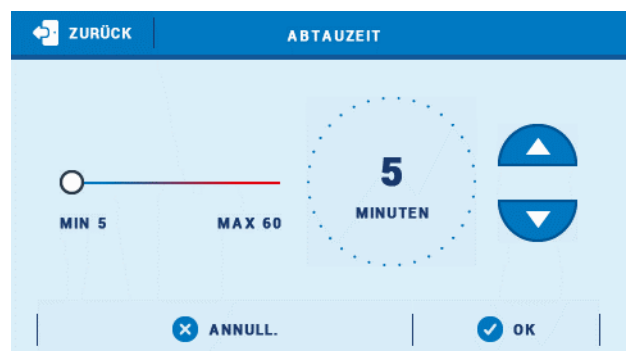 ZURÜCK
ABTAUZEIT
5
MINUTEN
MIN 5
MAX 60
ANNULL.
OK